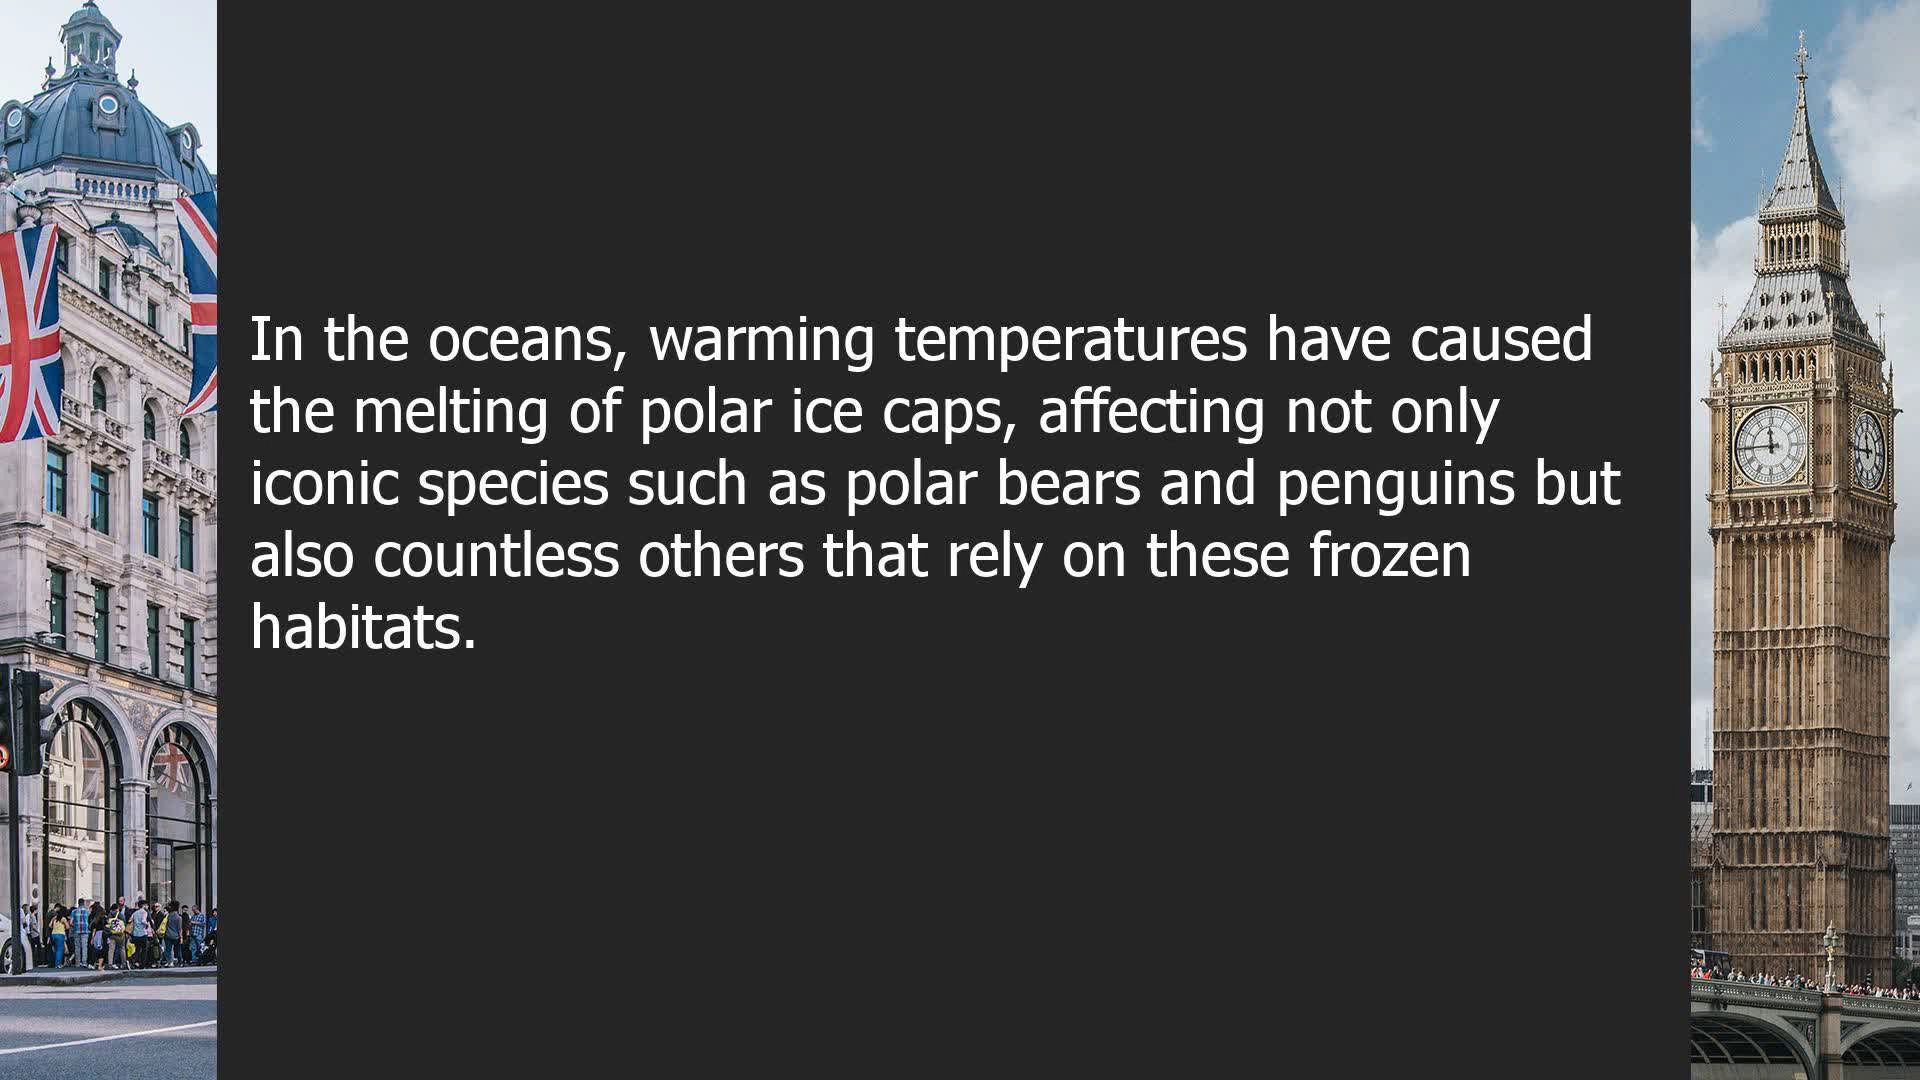 In the oceans, warming temperatures have caused
the melting of polar ice caps, affecting not only
iconic species such as polar bears and penguins but
also countless others that rely on these frozen
habitats.